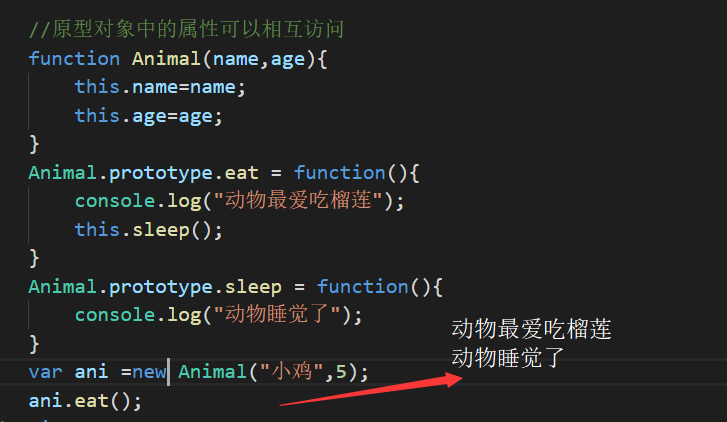 //原型对象中的属性可以相互访问
function Animal(name,age){
    this.name=name;
    this.age=age;
}
Animal.prototype.eat = function(){
    console.log("动物最爱吃榴莲");
    this.sleep();
}
Animal.prototype.sleep = function(){
    console.log("动物睡觉了");
}
var ani =new Animal("小鸡",5);
ani.eat();
动物最爱吃榴莲
动物睡觉了